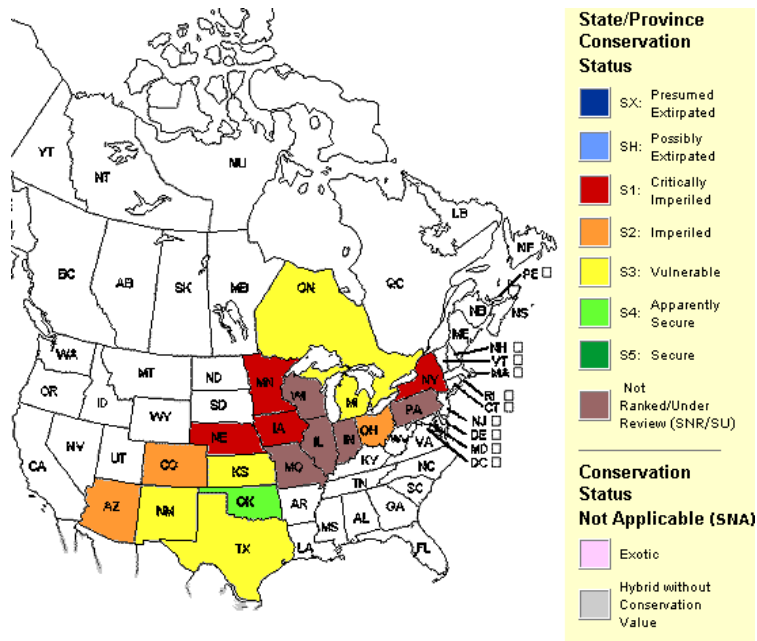 YT
NT
NU
BC
AB
SK
MB
ON
QC
LB
NF
PE
NB
NS
ME
NH
VT
MA
RI
CT
NJ
DE
MD
DC
WA
MT
ND
MN
OR
ID
WY
SD
WI
MI
NY
NV
UT
CO
NE
IA
IL
IN
OH
PA
WV
VA
CA
AZ
NM
KS
MO
KY
NC
TN
OK
AR
SC
TX
LA
MS
AL
GA
FL
State/Province
Conservation
Status
SX: Presumed
Extirpated
SH: Possibly
Extirpated
S1: Critically
Imperiled
S2: Imperiled
S3: Vulnerable
S4: Apparently
Secure
S5: Secure
Not
Ranked/Under
Review (SNR/SU)
Conservation
Status
Not Applicable (SNA)
Exotic
Hybrid without
Conservation
Value